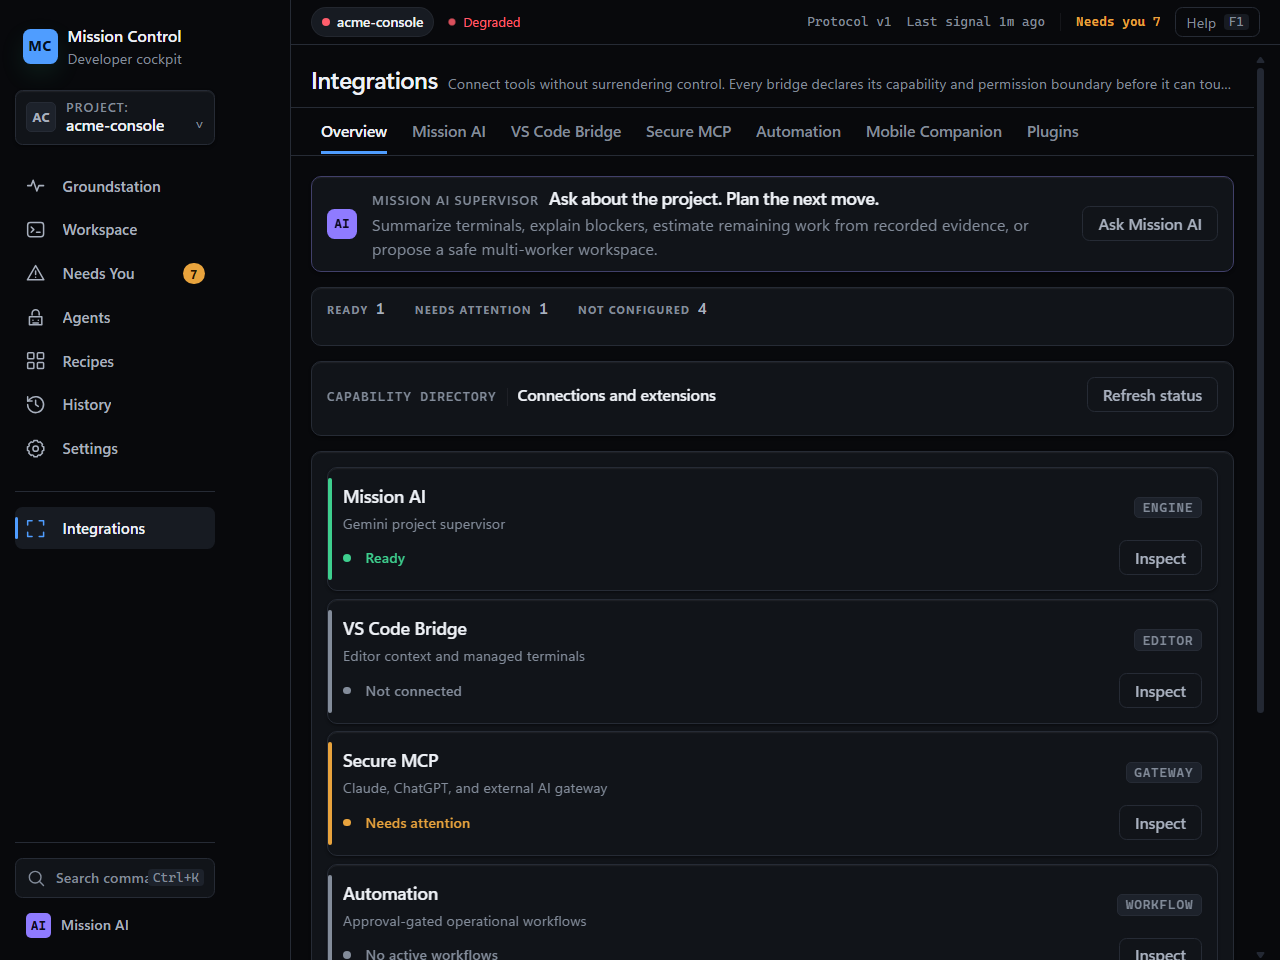 MC
Mission Control
Developer cockpit
AC
PROJECT:
acme-console
v
Groundstation
Workspace
Needs You 7
Agents
Recipes
History
Settings
Integrations
Search comma Ctrl+K
AI Mission AI
acme-console Degraded Protocol v1 Last signal 1m ago Needs you 7 Help F1
Integrations Connect tools without surrendering control. Every bridge declares its capability and permission boundary before it can tou...
Overview Mission AI VS Code Bridge Secure MCP Automation Mobile Companion Plugins
AI
MISSION AI SUPERVISOR Ask about the project. Plan the next move.
Summarize terminals, explain blockers, estimate remaining work from recorded evidence, or
propose a safe multi-worker workspace.
Ask Mission AI
READY 1 NEEDS ATTENTION 1 NOT CONFIGURED 4
CAPABILITY DIRECTORY Connections and extensions Refresh status
Mission AI
Gemini project supervisor
ENGINE
Ready
Inspect
VS Code Bridge
Editor context and managed terminals
EDITOR
Not connected
Inspect
Secure MCP
Claude, ChatGPT, and external AI gateway
GATEWAY
Needs attention
Inspect
Automation
Approval-gated operational workflows
WORKFLOW
No active workflows
Inspect